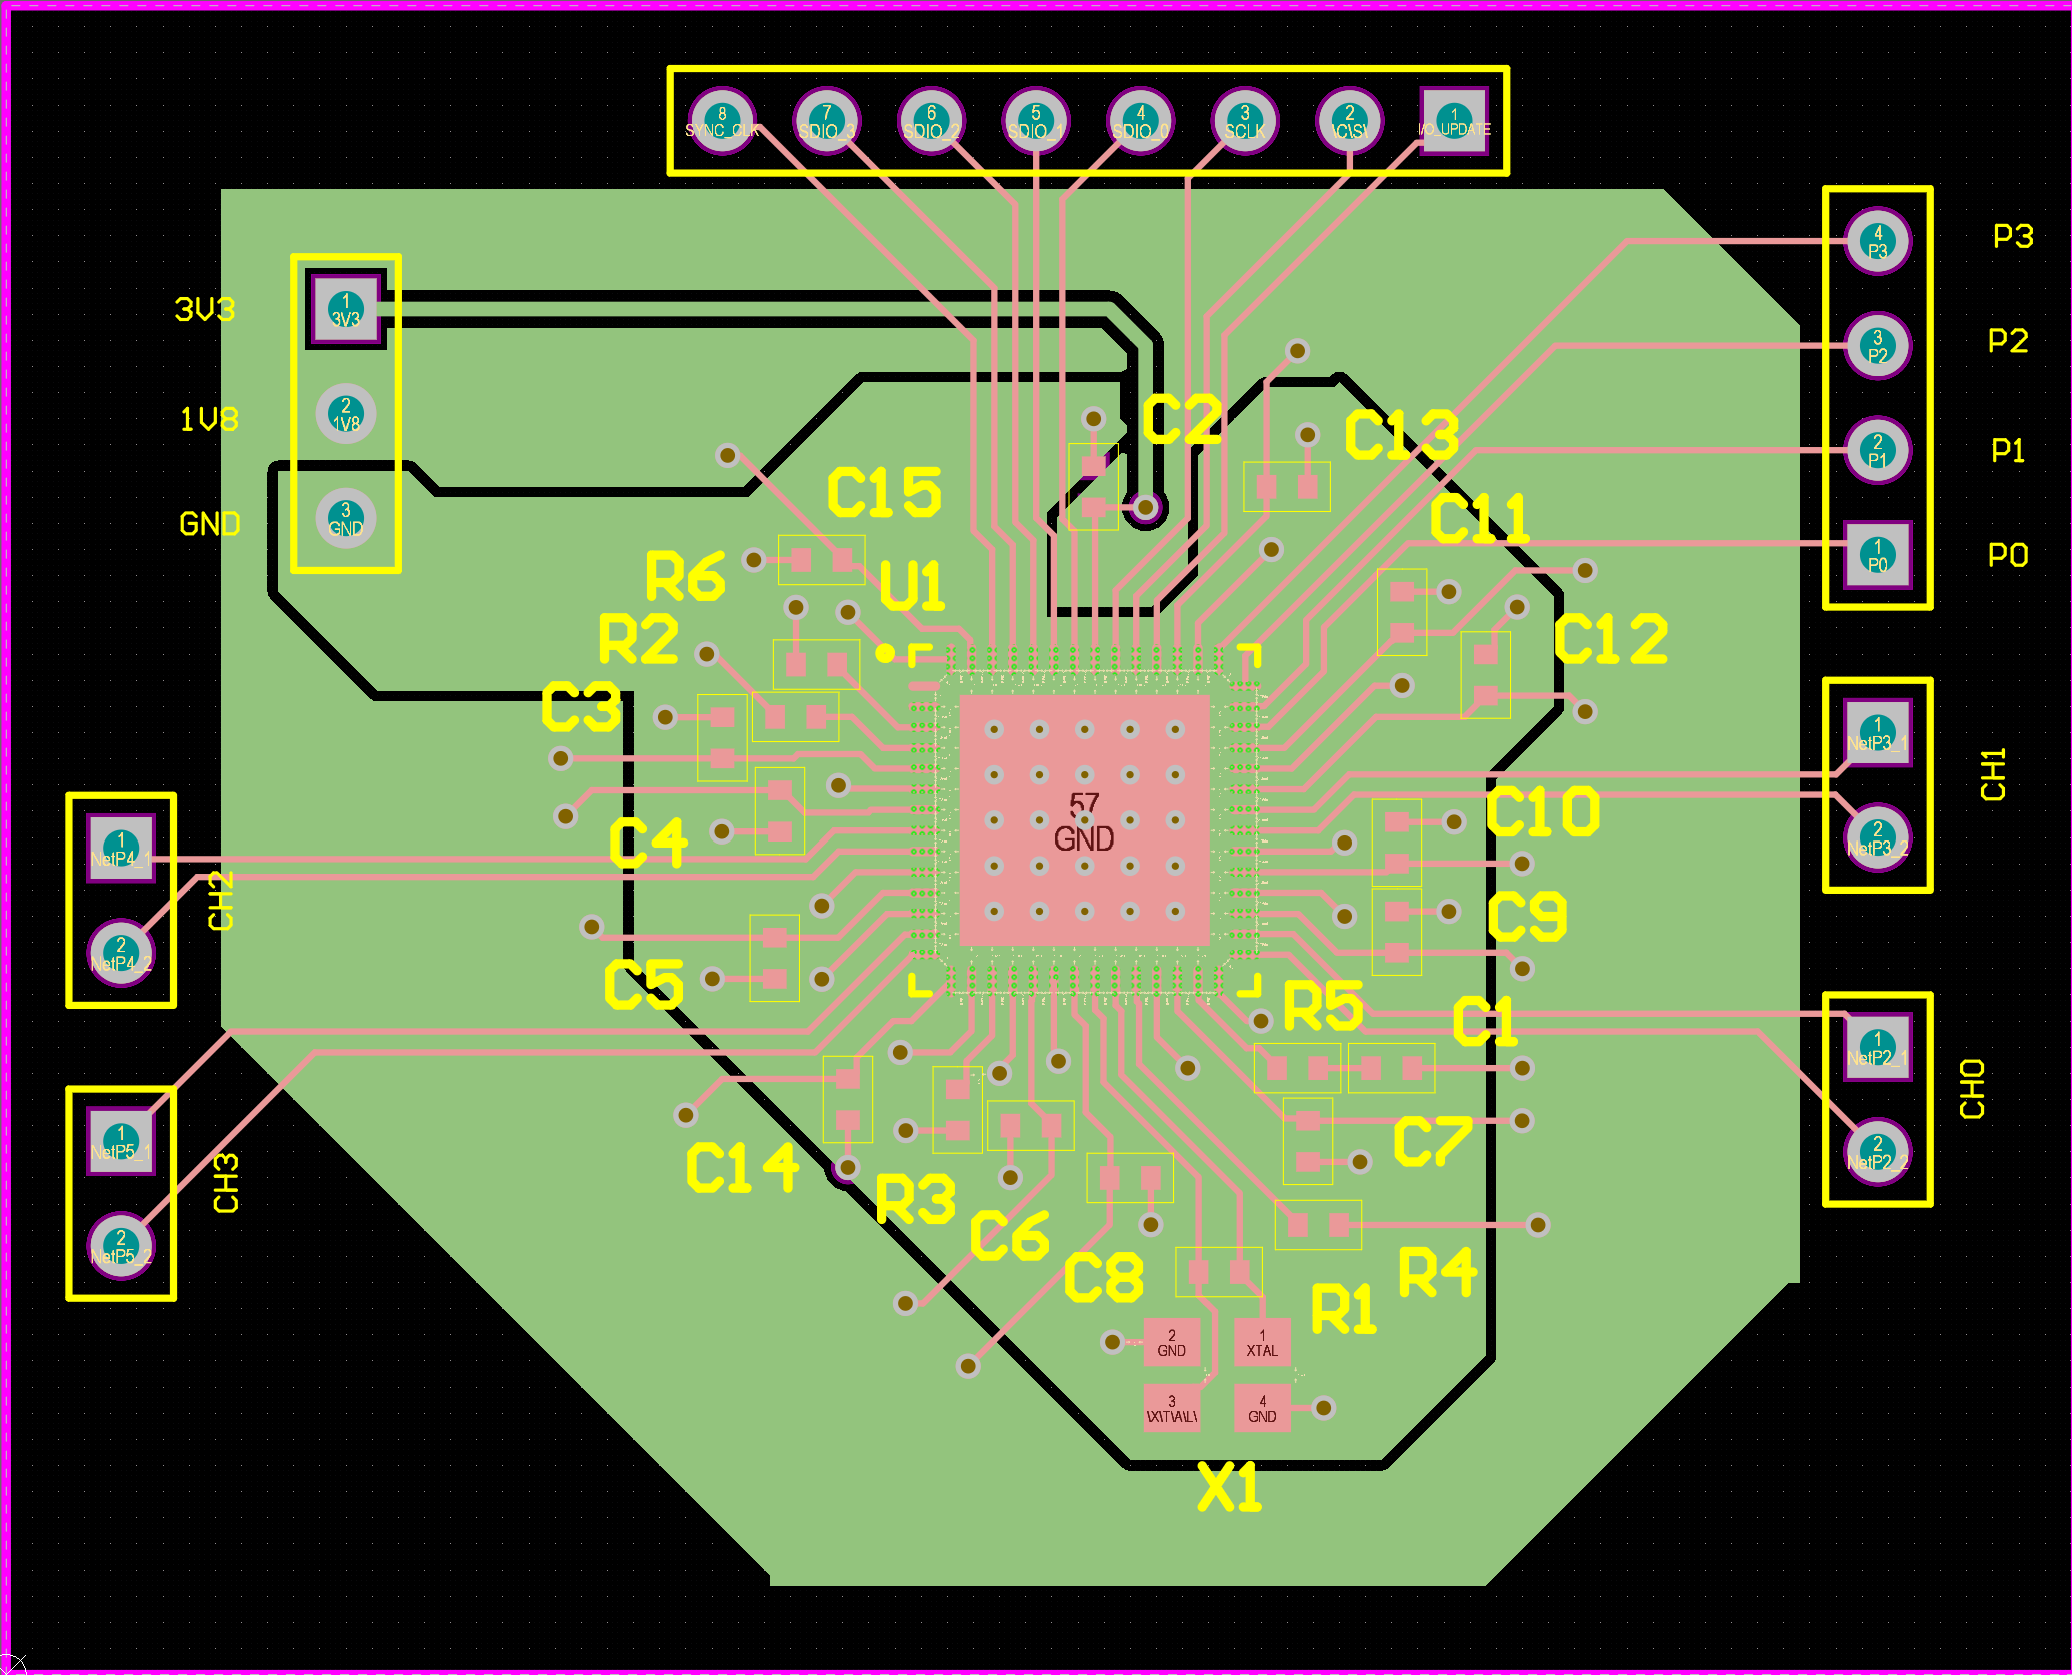 8
SYNC_CLK
7
SDIO_3
6
SDIO_2
5
SDIO_1
4
SDIO_0
3
SCLK
2
\C\S\
1
I/O_UPDATE
4
P3
P3
3
P2
P2
2
P1
P1
1
P0
P0
3V3
1
3V3
1V8
2
1V8
GND
3
GND
C2
C13
C15
C11
R6
U1
R2
C12
C3
1
NetP3_1
2
NetP3_2
CH1
57
GND
C10
C4
1
NetP4_1
2
NetP4_2
CH2
C9
C5
R5
C1
1
NetP2_1
2
NetP2_2
CH0
1
NetP5_1
2
NetP5_2
CH3
C14
C7
R3
C6
C8
R4
R1
2
GND
1
XTAL
3
\X\T\A\L\
4
GND
X1